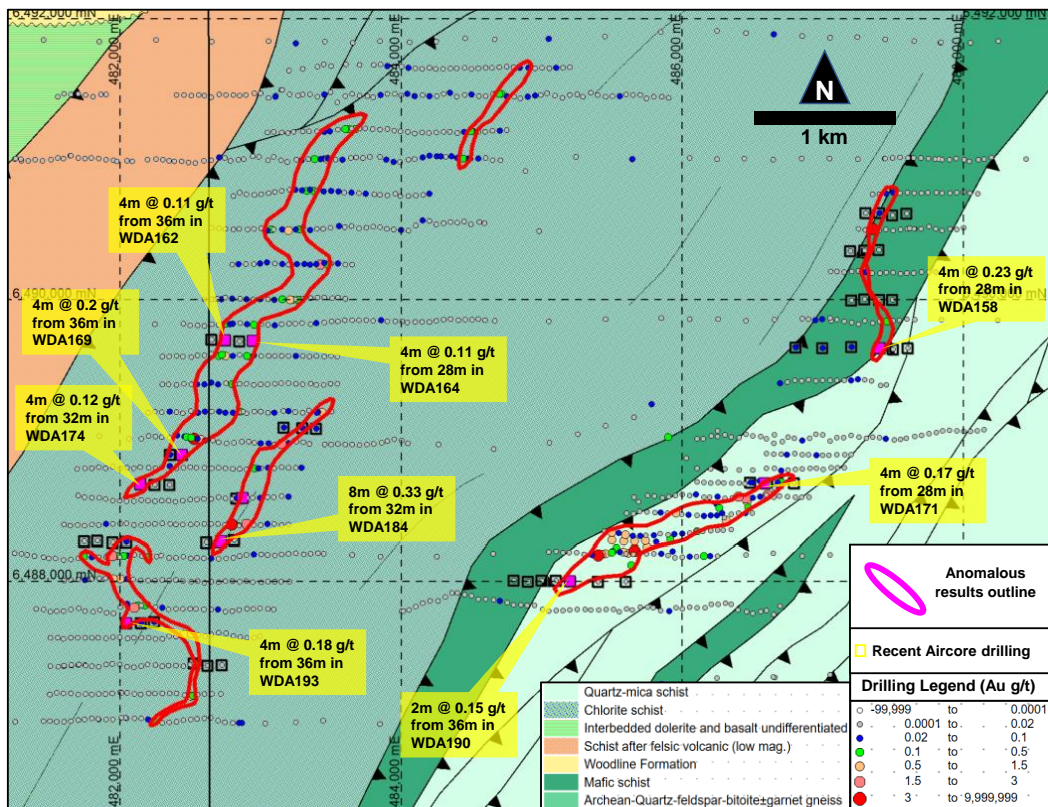 6,492,000 mN
6,492,000 mN
482,000 mE
484,000 mE
486,000 mE
N
1 km
4m @ 0.11 g/t
from 36m in
WDA162
4m @ 0.2 g/t
from 36m in
WDA169
4m @ 0.12 g/t
from 32m in
WDA174
4m @ 0.11 g/t
from 28m in
WDA164
4m @ 0.23 g/t
from 28m in
WDA158
6,490,000 mN
8m @ 0.33 g/t
from 32m in
WDA184
4m @ 0.17 g/t
from 28m in
WDA171
6,488,000 mN
4m @ 0.18 g/t
from 36m in
WDA193
2m @ 0.15 g/t
from 36m in
WDA190
482,000 mE
Anomalous
results outline
Recent Aircore drilling
Quartz-mica schist
Chlorite schist
Interbedded dolerite and basalt undifferentiated
Schist after felsic volcanic (low mag.)
Woodline Formation
Mafic schist
Archean-Quartz-feldspar-bitoite±garnet gneiss
Drilling Legend (Au g/t)
-99,999 to 0.0001
0.0001 to 0.02
0.02 to 0.1
0.1 to 0.5
0.5 to 1.5
1.5 to 3
3 to 9,999,999